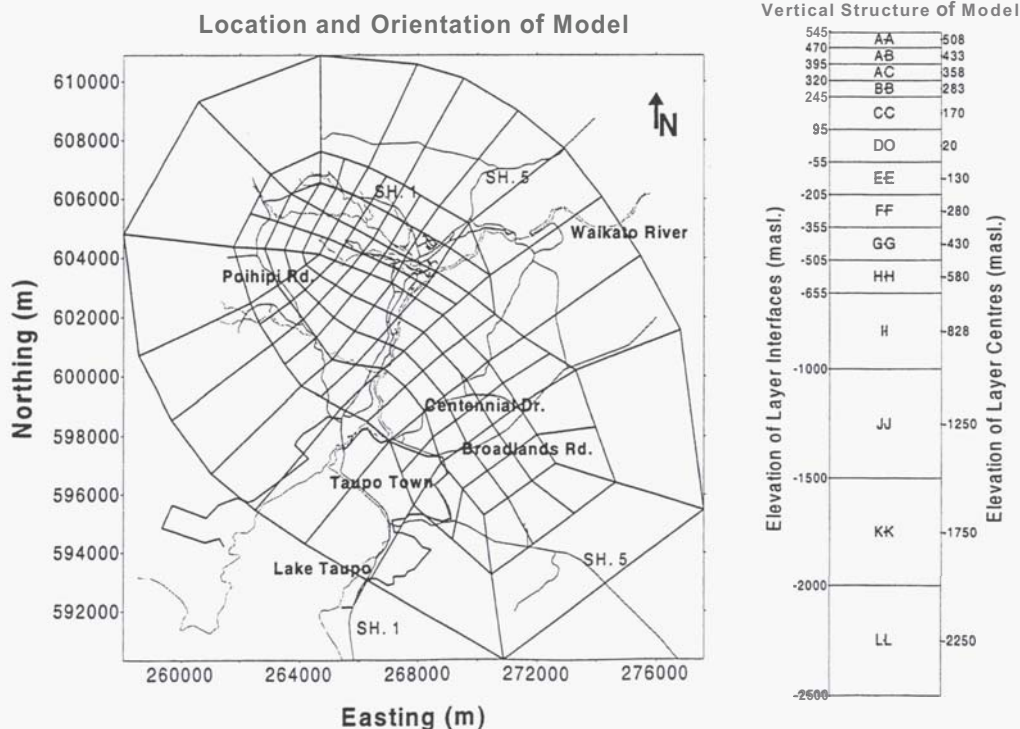 Location and Orientation of Model
Vertical Structure of Model
610000
608000
606000
604000
602000
600000
598000
596000
594000
592000
Northing (m)
260000
264000
268000
272000
276000
Easting (m)
N
SH. 1
SH. 5
Waikato River
Poihipi Rd.
Centennial Dr.
Broadlands Rd.
Taupo Town
Lake Taupo
SH. 5
SH. 1
Elevation of Layer Interfaces (masl.)
545
470
395
320
245
95
-55
-205
-355
-505
-655
-1000
-1500
-2000
-2500
AA
AB
AC
BB
CC
DO
EE
FF
GG
HH
II
JJ
KK
LL
508
433
358
283
170
20
-130
-280
-430
-580
-828
-1250
-1750
-2250
Elevation of Layer Centres (masl.)